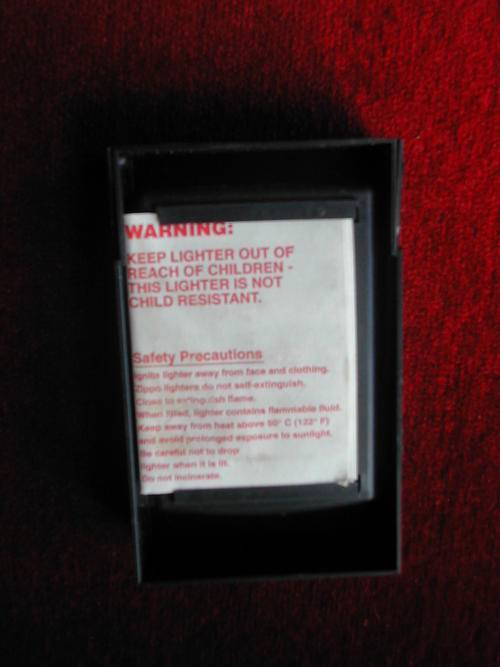 WARNING:
KEEP LIGHTER OUT OF
REACH OF CHILDREN -
THIS LIGHTER IS NOT
CHILD RESISTANT.
Safety Precautions
Ignite lighter away from face and clothing.
Zippo lighters do not self-extinguish.
Close to extinguish flame.
When filled, lighter contains flammable fluid.
Keep away from heat above 50° C (122° F)
and avoid prolonged exposure to sunlight.
Be careful not to drop
lighter when it is lit.
Do not incinerate.